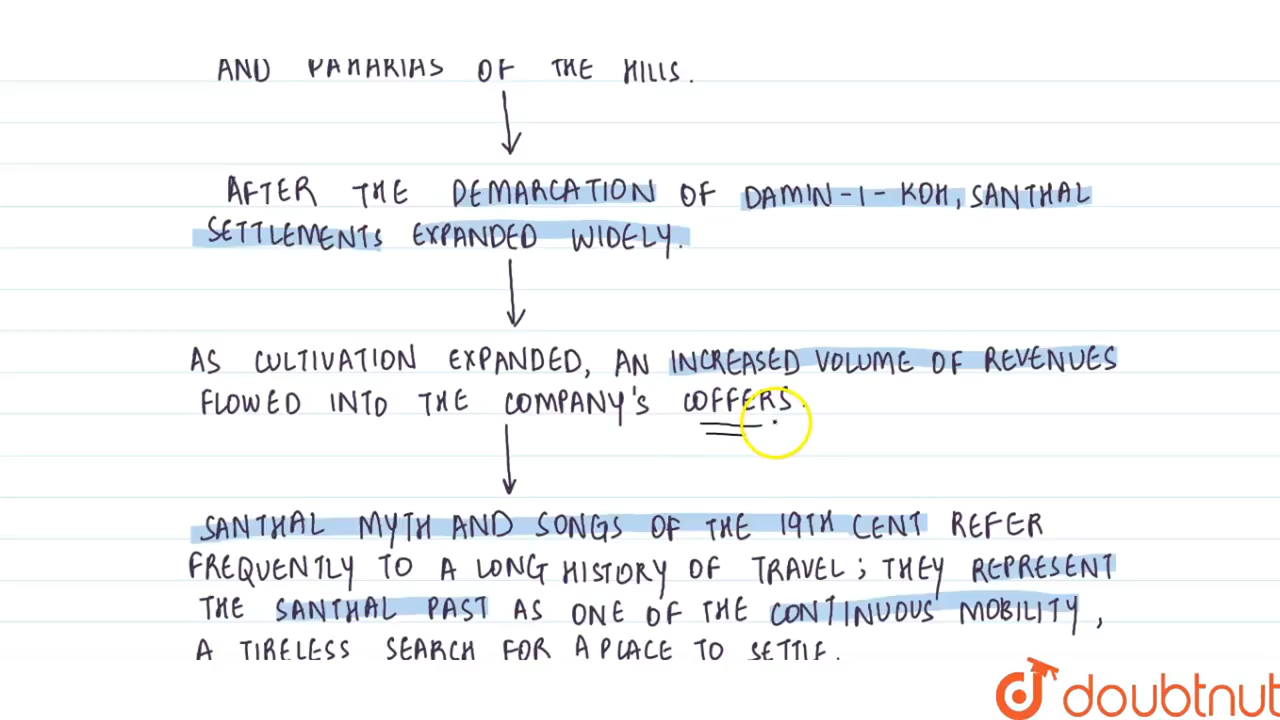 AND PAHARIAS OF THE HILLS.
AFTER THE DEMARCATION OF DAMIN-I-KOH, SANTHAL
SETTLEMENTS EXPANDED WIDELY.
AS CULTIVATION EXPANDED, AN INCREASED VOLUME OF REVENUES
FLOWED INTO THE COMPANY'S COFFERS.
SANTHAL MYTH AND SONGS OF THE 19TH CENT REFER
FREQUENTLY TO A LONG HISTORY OF TRAVEL; THEY REPRESENT
THE SANTHAL PAST AS ONE OF THE CONTINUOUS MOBILITY,
A TIRELESS SEARCH FOR A PLACE TO SETTLE.
doubtnut